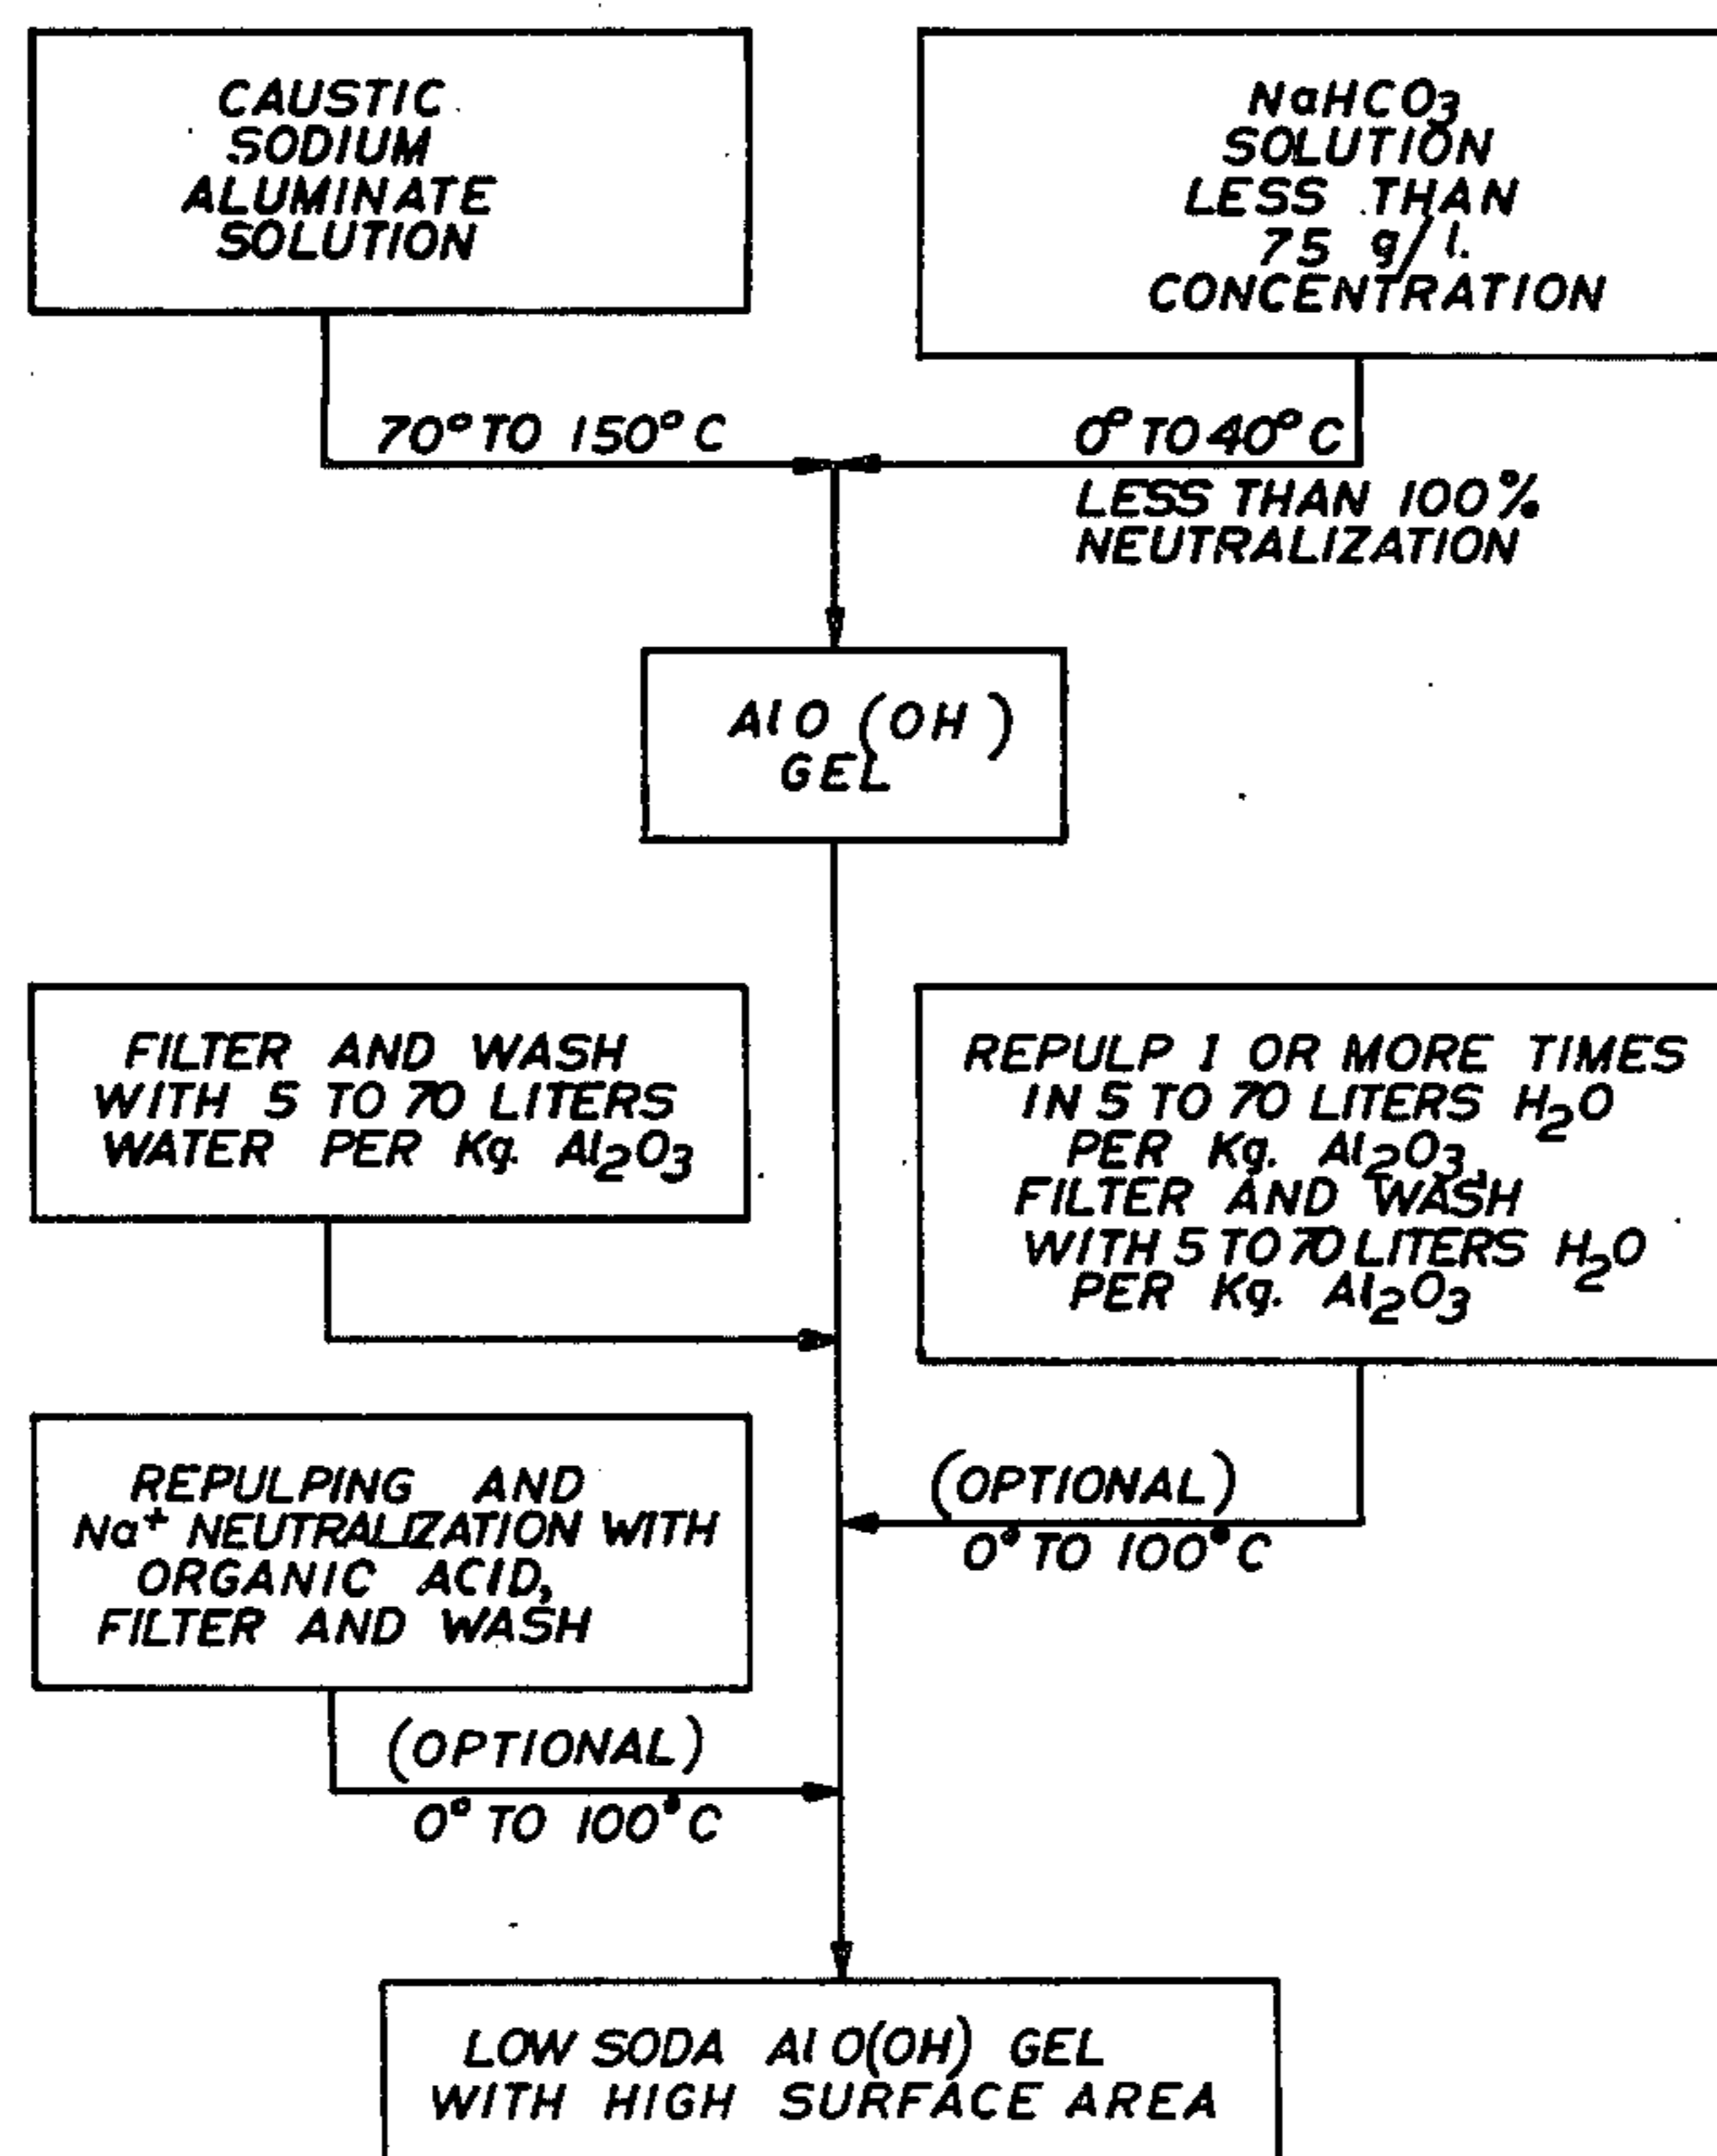 CAUSTIC
SODIUM
ALUMINATE
SOLUTION
NaHCO3
SOLUTION
LESS THAN
75 g/l.
CONCENTRATION
70° TO 150° C
0° TO 40° C
LESS THAN 100%
NEUTRALIZATION
AlO (OH)
GEL
FILTER AND WASH
WITH 5 TO 70 LITERS
WATER PER Kg. Al2O3
REPULP 1 OR MORE TIMES
IN 5 TO 70 LITERS H2O
PER Kg. Al2O3,
FILTER AND WASH
WITH 5 TO 70 LITERS H2O
PER Kg. Al2O3
(OPTIONAL)
0° TO 100° C
REPULPING AND
Na+ NEUTRALIZATION WITH
ORGANIC ACID,
FILTER AND WASH
(OPTIONAL)
0° TO 100° C
LOW SODA AlO(OH) GEL
WITH HIGH SURFACE AREA